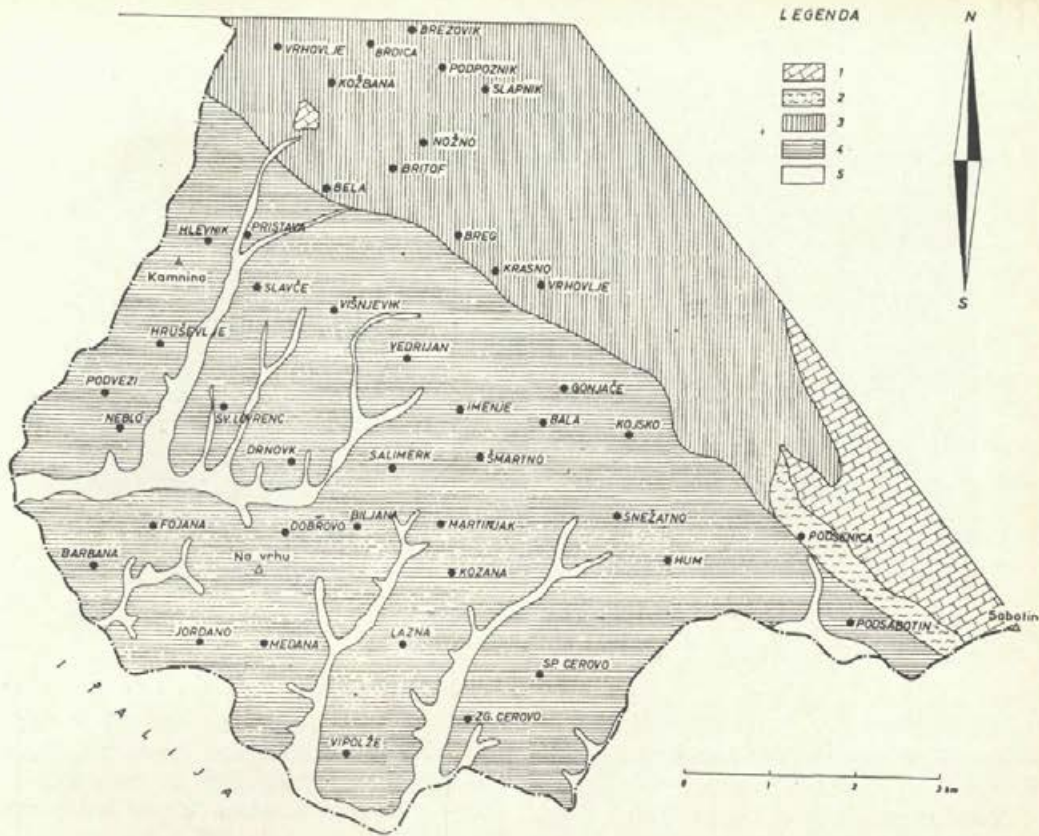 LEGENDA
N
1
2
3
4
5
S
BREZOVIK
VRHOVLJE
BRDICA
PODPOZNIK
KOŽBANA
SLAPNIK
NOŽNO
BRITOF
BELA
HLEVNIK
PRISTAVA
BREG
Kamnina
KRASNO
SLAVČE
VRHOVLJE
VIŠNJEVIK
HRUŠEVLJE
VEDRIJAN
PODVEZI
GONJAČE
NEBLO
SV. LOVRENC
IMENJE
BALA
KOJSKO
DRNOVK
SALIMERK
ŠMARTNO
FOJANA
DOBROVO
BILJANA
MARTINJAK
SNEŽATNO
PODSENICA
BARBANA
Na vrhu
KOZANA
HUM
JORDANO
MEDANA
LAZNA
PODSABOTIN
Sabotin
SP. CEROVO
ZG. CEROVO
VIPOLŽE
ITALIJA
0 1 2 3 km